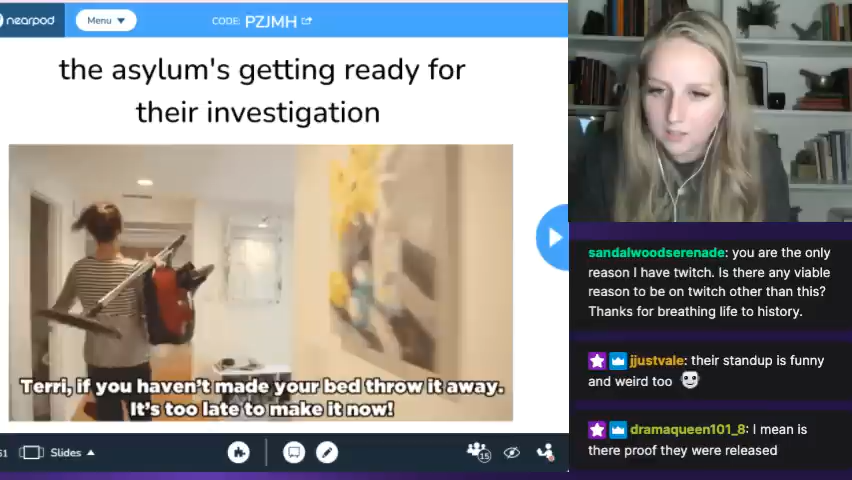 nearpod
Menu
CODE: PZJMH
the asylum's getting ready for
their investigation
Terri, if you haven't made your bed throw it away.
It's too late to make it now!
Slides
15
sandalwoodserenade: you are the only
reason I have twitch. Is there any viable
reason to be on twitch other than this?
Thanks for breathing life to history.
jjustvale: their standup is funny
and weird too
dramaqueen101_8: I mean is
there proof they were released